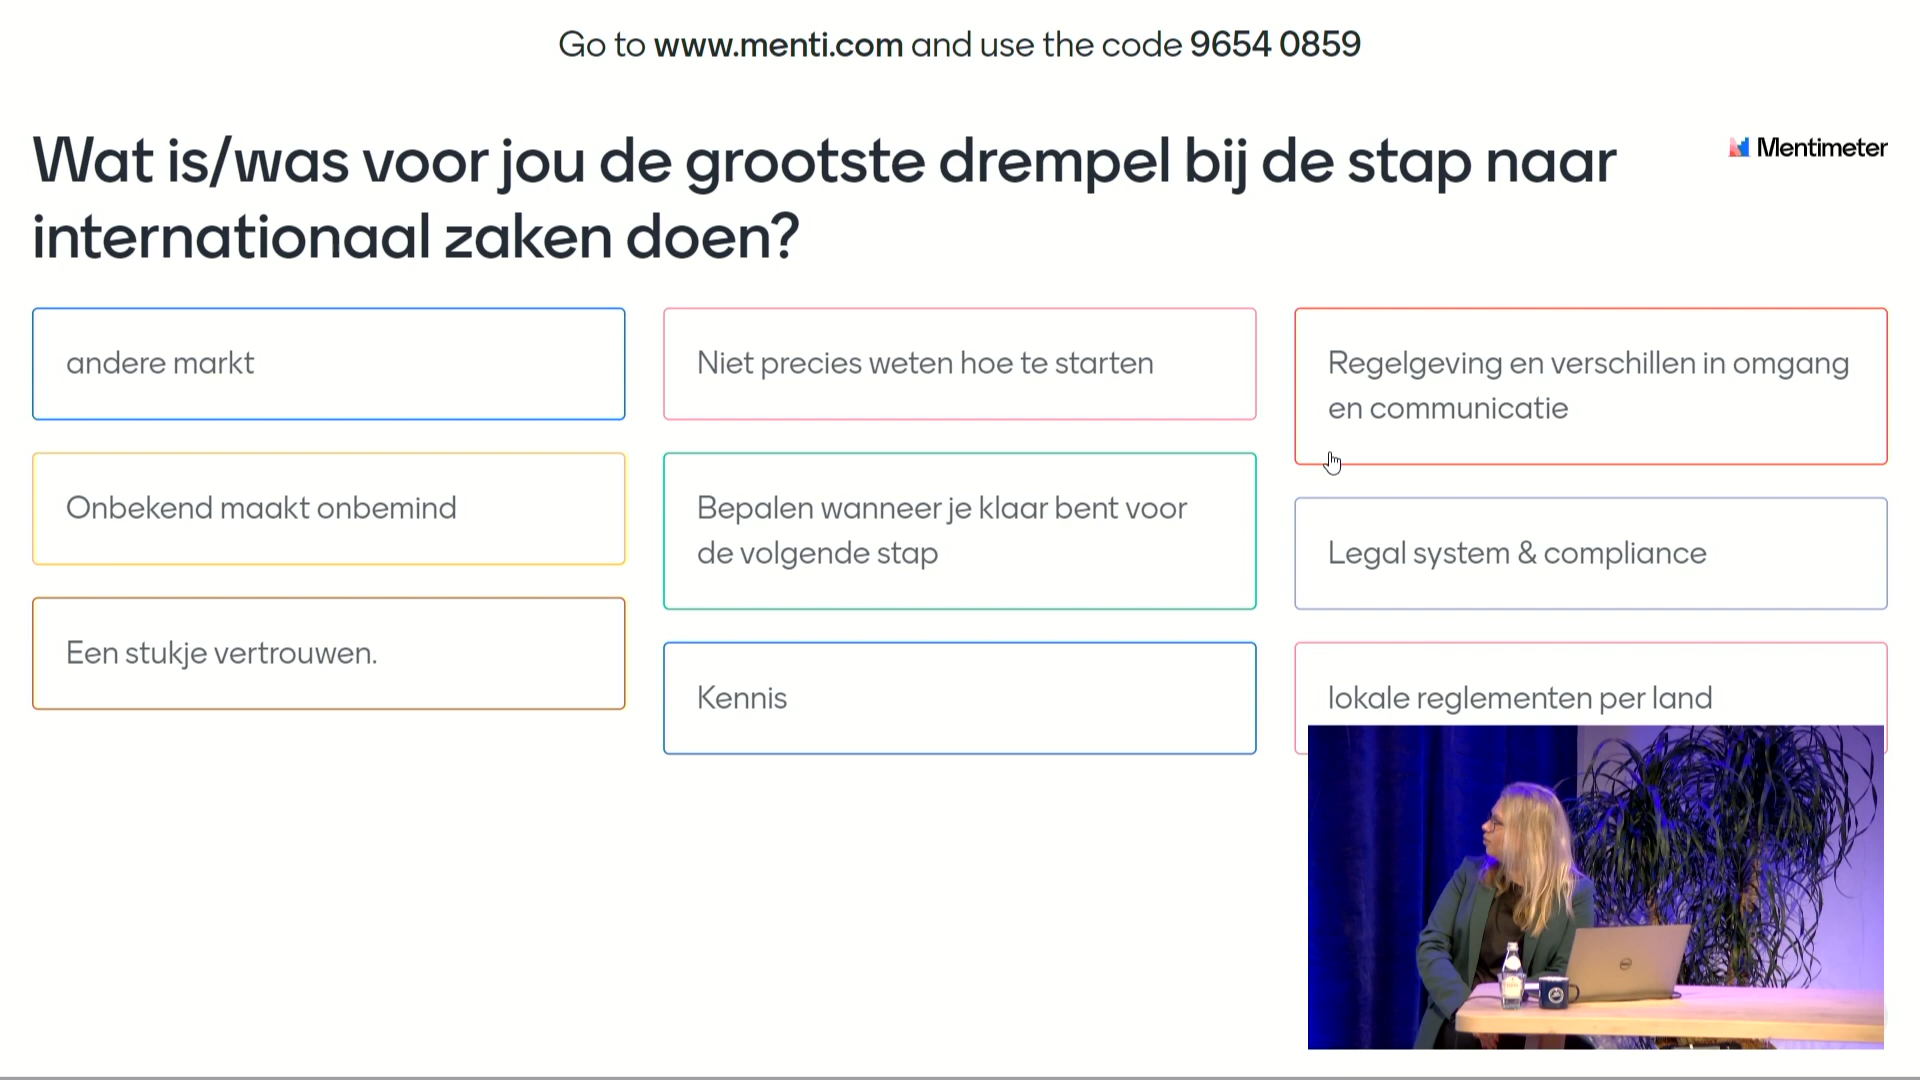 Go to www.menti.com and use the code 9654 0859
Wat is/was voor jou de grootste drempel bij de stap naar
internationaal zaken doen?
Mentimeter
andere markt
Onbekend maakt onbemind
Een stukje vertrouwen.
Niet precies weten hoe te starten
Bepalen wanneer je klaar bent voor
de volgende stap
Kennis
Regelgeving en verschillen in omgang
en communicatie
Legal system & compliance
lokale reglementen per land